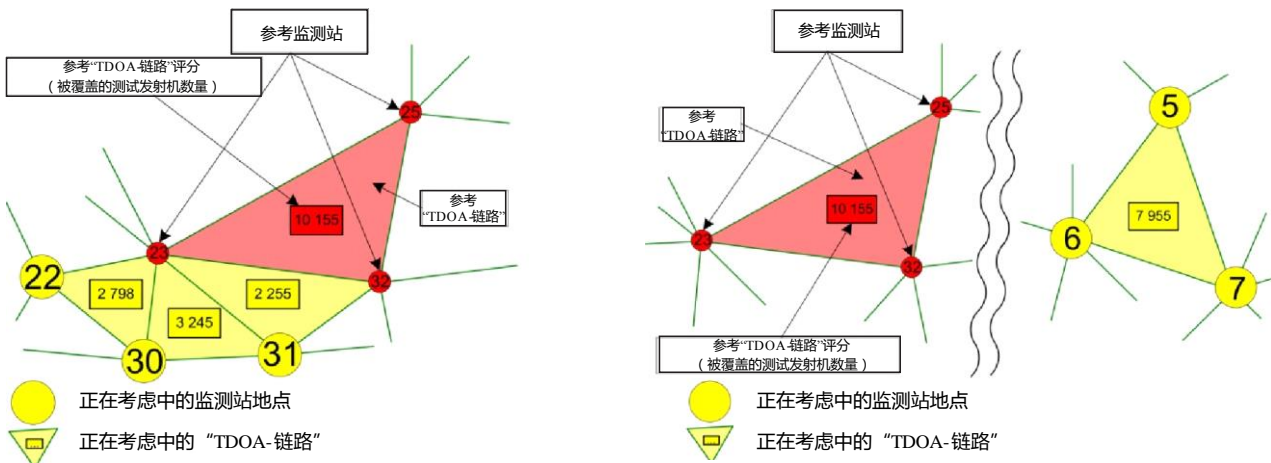 参考监测站
参考“TDOA-链路”评分
（被覆盖的测试发射机数量）
25
参考
“TDOA-链路”
10 155
23
32
22
2 798
2 255
3 245
30
31
正在考虑中的监测站地点
...
正在考虑中的“TDOA-链路”
参考监测站
25
参考
“TDOA-链路”
10 155
23
32
参考“TDOA-链路”评分
（被覆盖的测试发射机数量）
5
7 955
6
7
正在考虑中的监测站地点
正在考虑中的“TDOA-链路”